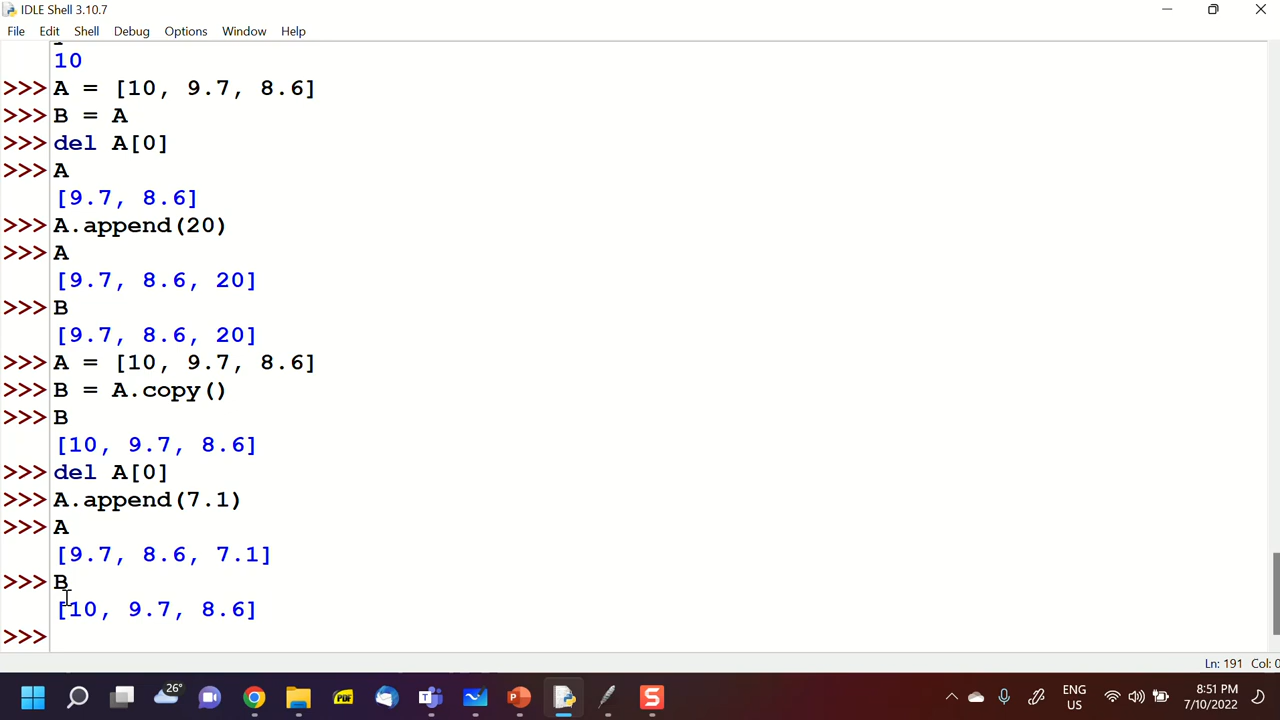 IDLE Shell 3.10.7
File Edit Shell Debug Options Window Help
10
>>> A = [10, 9.7, 8.6]
>>> B = A
>>> del A[0]
>>> A
[9.7, 8.6]
>>> A.append(20)
>>> A
[9.7, 8.6, 20]
>>> B
[9.7, 8.6, 20]
>>> A = [10, 9.7, 8.6]
>>> B = A.copy()
>>> B
[10, 9.7, 8.6]
>>> del A[0]
>>> A.append(7.1)
>>> A
[9.7, 8.6, 7.1]
>>> B
[10, 9.7, 8.6]
>>>
Ln: 191 Col: 0
26°
PDF
T
P
S
ENG
US
8:51 PM
7/10/2022